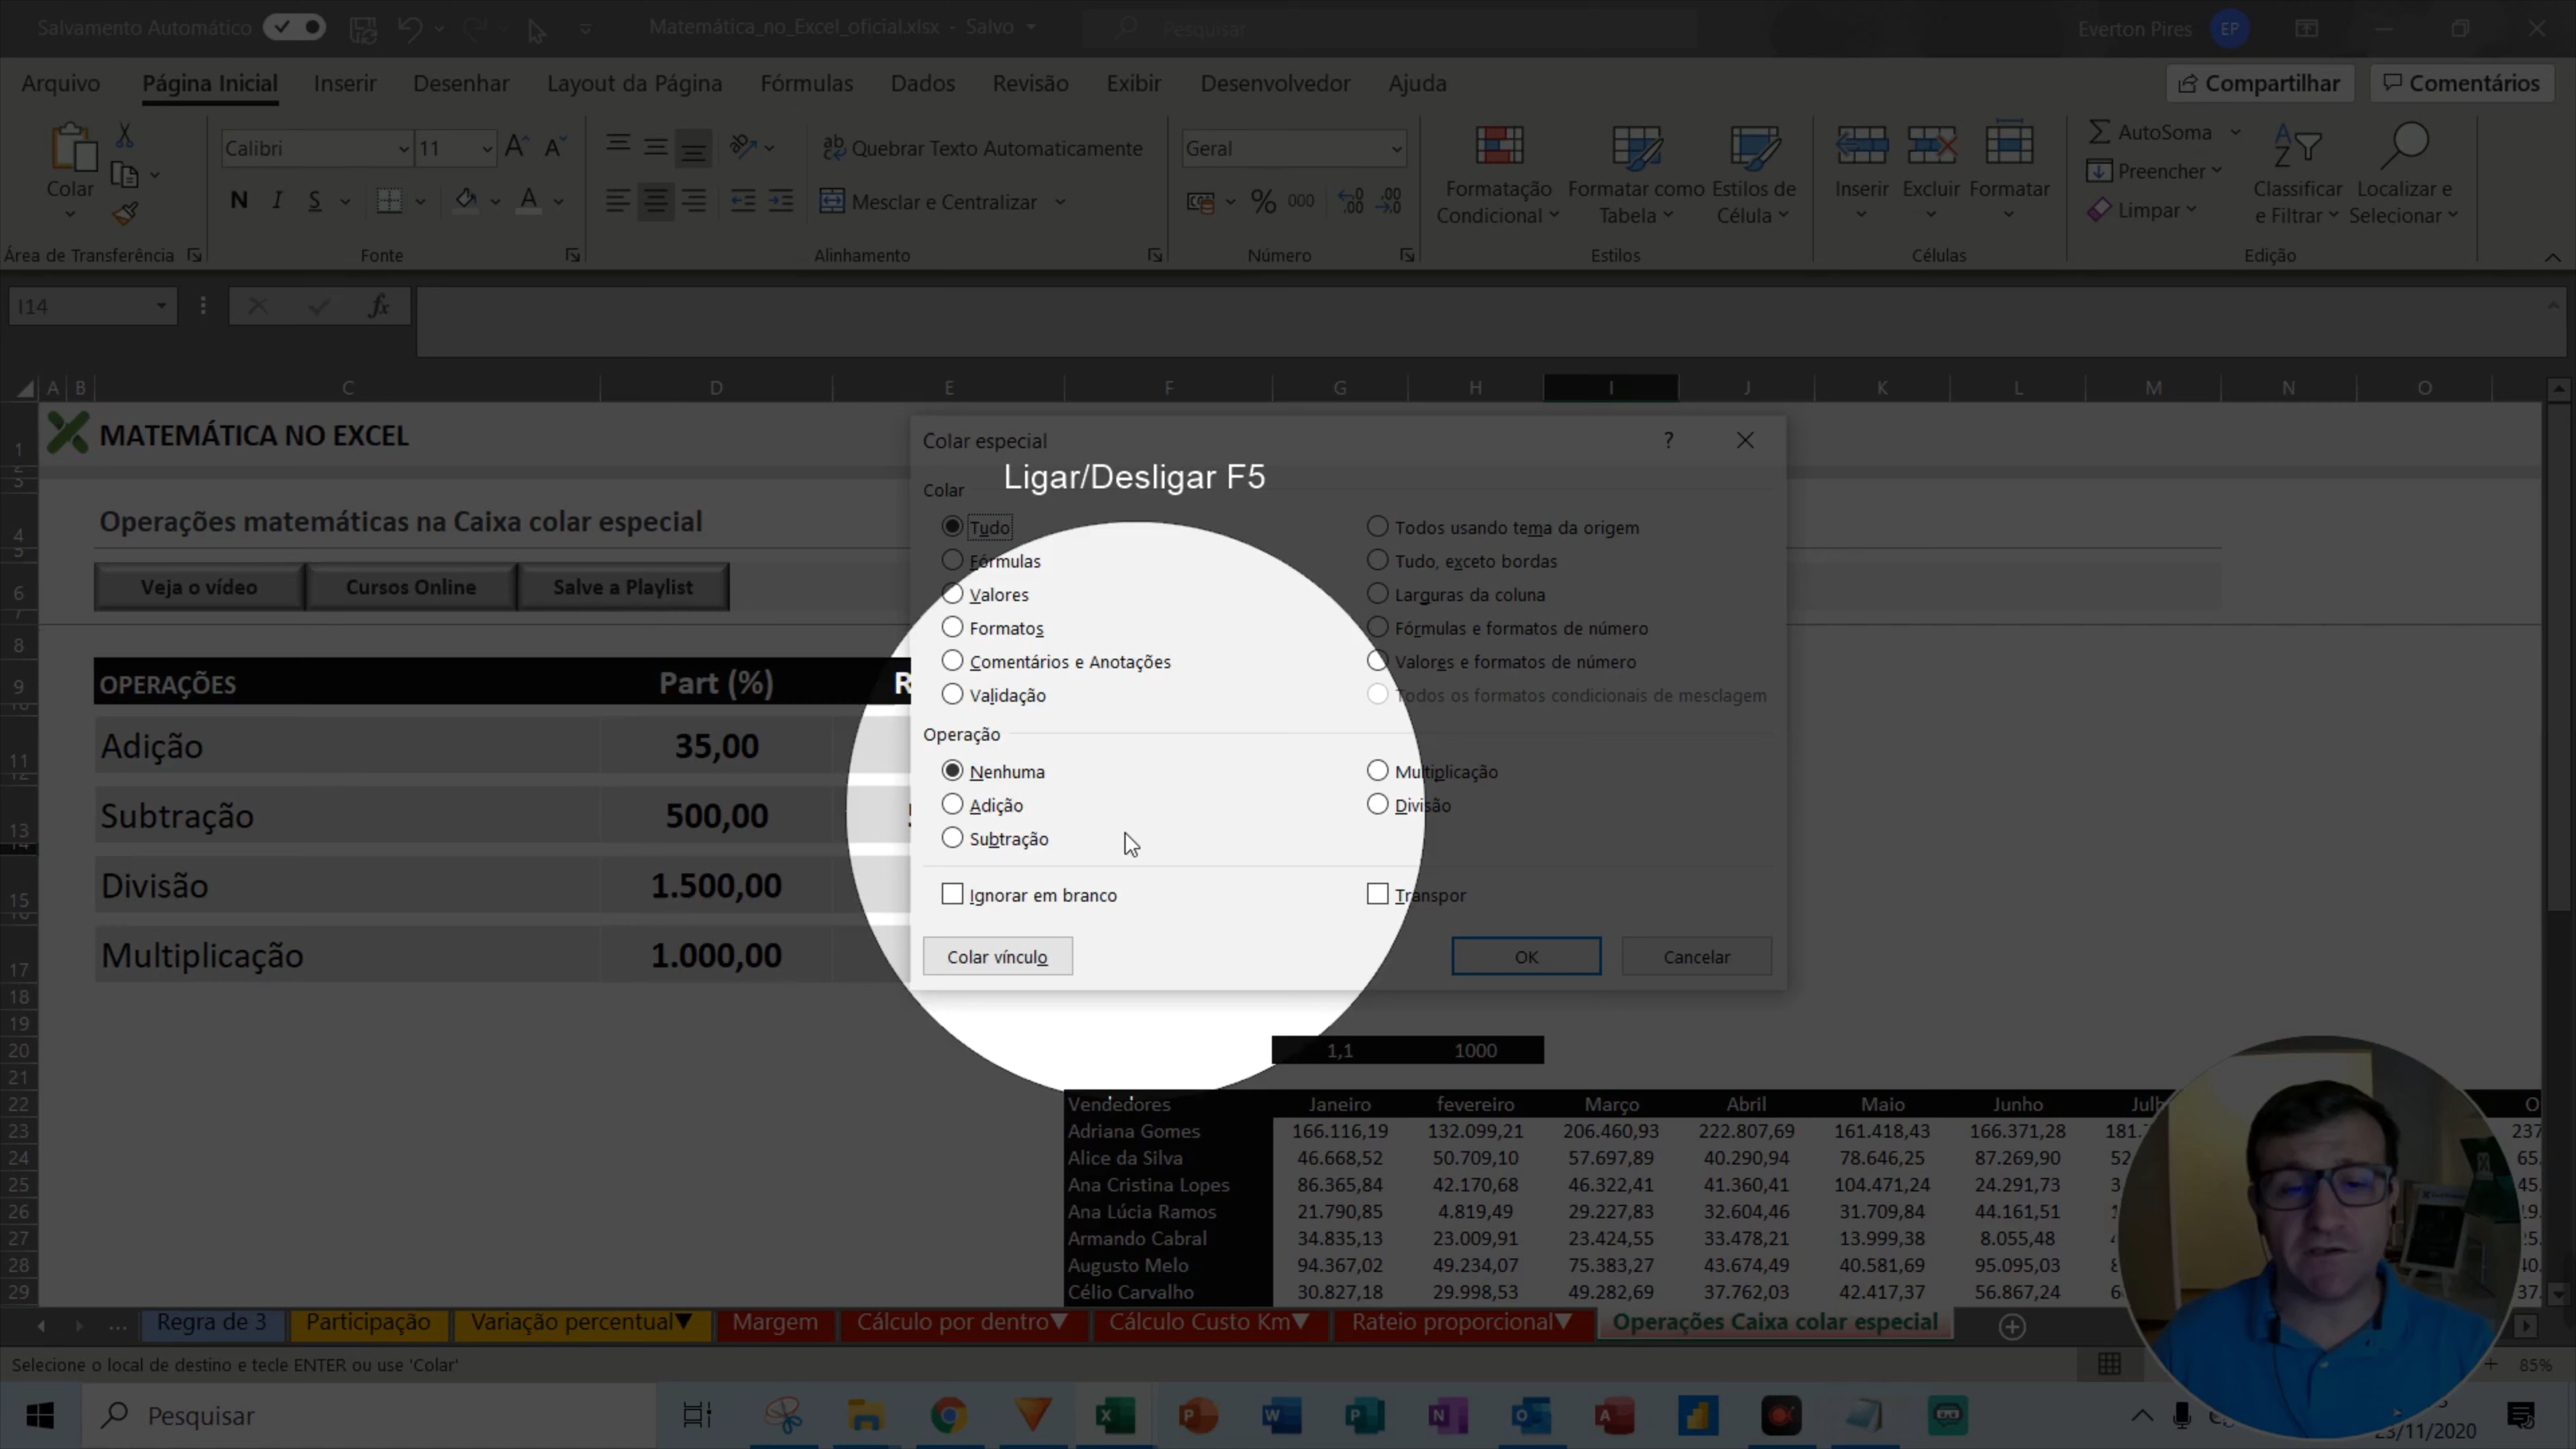 Salvamento Automático
Matemática_no_Excel_oficial.xlsx - Salvo
Pesquisar
Everton Pires
EP
Arquivo Página Inicial Inserir Desenhar Layout da Página Fórmulas Dados Revisão Exibir Desenvolvedor Ajuda
Compartilhar
Comentários
Colar
Área de Transferência
Calibri
11
N I S
Fonte
Quebrar Texto Automaticamente
Mesclar e Centralizar
Alinhamento
Geral
% 000
Número
Formatação
Condicional
Formatar como
Tabela
Estilos de
Célula
Estilos
Inserir
Excluir
Formatar
Células
AutoSoma
Preencher
Limpar
Classificar
e Filtrar
Localizar e
Selecionar
Edição
I14
fx
A B C D E F G H I J K L M N O
MATEMÁTICA NO EXCEL
Operações matemáticas na Caixa colar especial
Veja o vídeo
Cursos Online
Salve a Playlist
OPERAÇÕES Part (%) R
Adição 35,00
Subtração 500,00
Divisão 1.500,00
Multiplicação 1.000,00
Colar especial
?
Ligar/Desligar F5
Colar
Tudo
Fórmulas
Valores
Formatos
Comentários e Anotações
Validação
Todos usando tema da origem
Tudo, exceto bordas
Larguras da coluna
Fórmulas e formatos de número
Valores e formatos de número
Todos os formatos condicionais de mesclagem
Operação
Nenhuma
Adição
Subtração
Multiplicação
Divisão
Ignorar em branco
Transpor
Colar vínculo
OK
Cancelar
1,1 1000
Vendedores Janeiro fevereiro Março Abril Maio Junho
Adriana Gomes 166.116,19 132.099,21 206.460,93 222.807,69 161.418,43 166.371,28
Alice da Silva 46.668,52 50.709,10 57.697,89 40.290,94 78.646,25 87.269,90
Ana Cristina Lopes 86.365,84 42.170,68 46.322,41 41.360,41 104.471,24 24.291,73
Ana Lúcia Ramos 21.790,85 4.819,49 29.227,83 32.604,46 31.709,84 44.161,51
Armando Cabral 34.835,13 23.009,91 23.424,55 33.478,21 13.999,38 8.055,48
Augusto Melo 94.367,02 49.234,07 75.383,27 43.674,49 40.581,69 95.095,03
Célio Carvalho 30.827,18 29.998,53 49.282,69 37.762,03 42.417,37 56.867,24
Regra de 3
Participação
Variação percentual▼
Margem
Cálculo por dentro▼
Cálculo Custo Km▼
Rateio proporcional▼
Operações Caixa colar especial
Selecione o local de destino e tecle ENTER ou use 'Colar'
85%
Pesquisar
23/11/2020